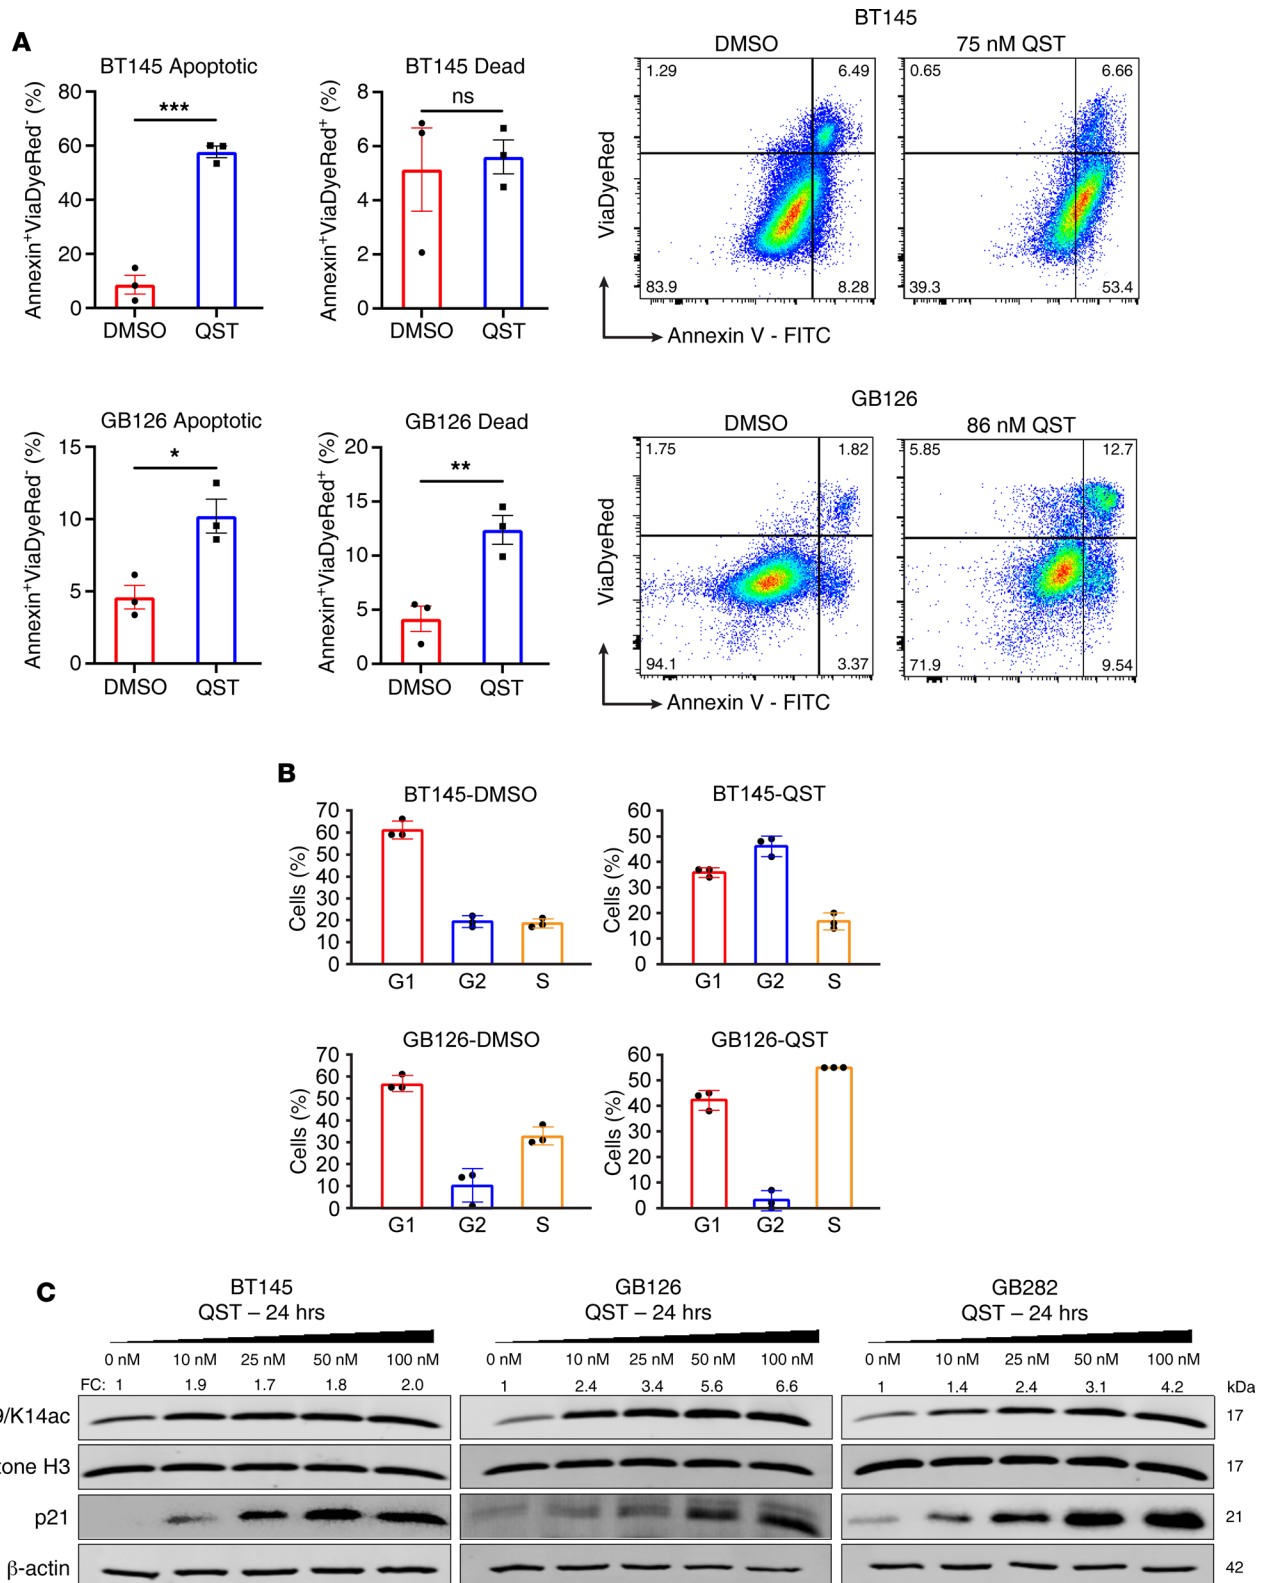 A
BT145 Apoptotic
Annexin⁺ViaDyeRed⁻ (%)
80
60
40
20
0
***
DMSO QST
BT145 Dead
Annexin⁺ViaDyeRed⁺ (%)
8
6
4
2
0
ns
DMSO QST
BT145
DMSO 75 nM QST
1.29 6.49
83.9 8.28
0.65 6.66
39.3 53.4
ViaDyeRed
Annexin V - FITC
GB126 Apoptotic
Annexin⁺ViaDyeRed⁻ (%)
15
10
5
0
*
DMSO QST
GB126 Dead
Annexin⁺ViaDyeRed⁺ (%)
20
15
10
5
0
**
DMSO QST
GB126
DMSO 86 nM QST
1.75 1.82
94.1 3.37
5.85 12.7
71.9 9.54
ViaDyeRed
Annexin V - FITC
B
BT145-DMSO
Cells (%)
70
60
50
40
30
20
10
0
G1 G2 S
BT145-QST
Cells (%)
60
50
40
30
20
10
0
G1 G2 S
GB126-DMSO
Cells (%)
70
60
50
40
30
20
10
0
G1 G2 S
GB126-QST
Cells (%)
60
50
40
30
20
10
0
G1 G2 S
C
BT145
QST – 24 hrs
0 nM 10 nM 25 nM 50 nM 100 nM
FC: 1 1.9 1.7 1.8 2.0
GB126
QST – 24 hrs
0 nM 10 nM 25 nM 50 nM 100 nM
1 2.4 3.4 5.6 6.6
GB282
QST – 24 hrs
0 nM 10 nM 25 nM 50 nM 100 nM
1 1.4 2.4 3.1 4.2
kDa
9/K14ac 17
tone H3 17
p21 21
β-actin 42